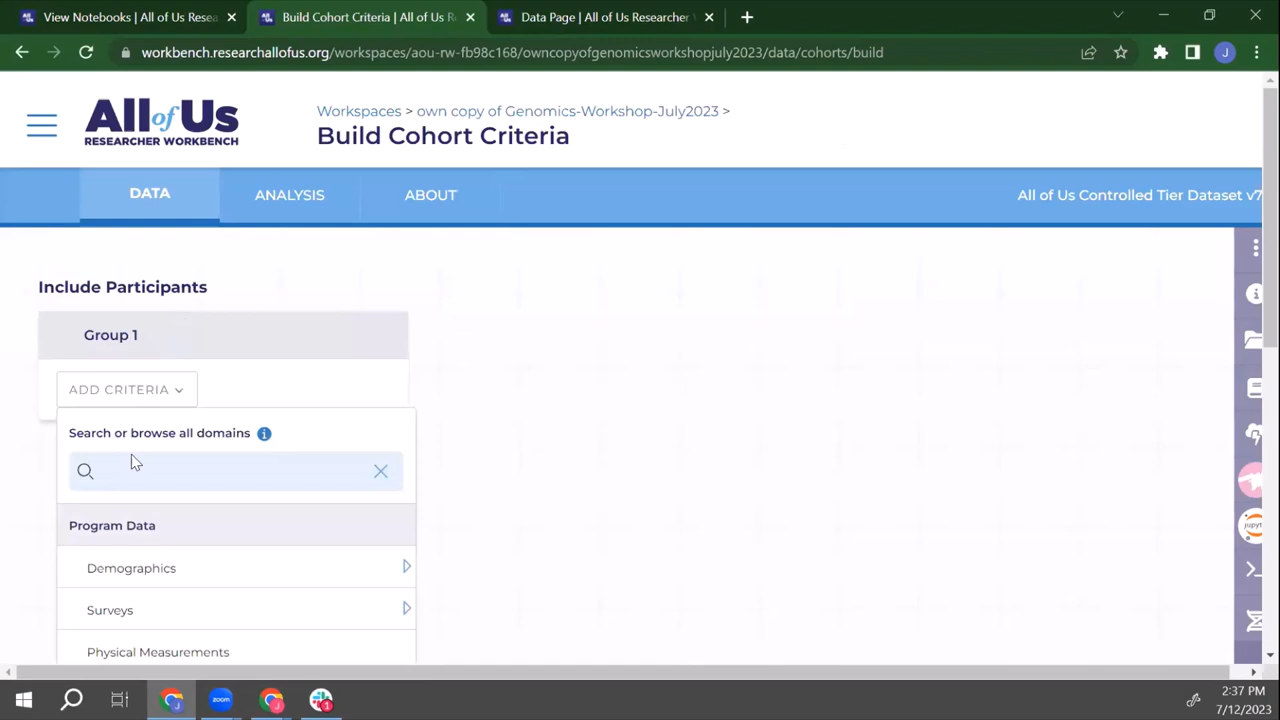 View Notebooks | All of Us Resea
Build Cohort Criteria | All of Us R
Data Page | All of Us Researcher
workbench.researchallofus.org/workspaces/aou-rw-fb98c168/owncopyofgenomicsworkshopjuly2023/data/cohorts/build
J
All of Us
RESEARCHER WORKBENCH
Workspaces > own copy of Genomics-Workshop-July2023 >
Build Cohort Criteria
DATA
ANALYSIS
ABOUT
All of Us Controlled Tier Dataset v7
Include Participants
Group 1
ADD CRITERIA
Search or browse all domains
Program Data
Demographics
Surveys
Physical Measurements
zoom
1
2:37 PM
7/12/2023